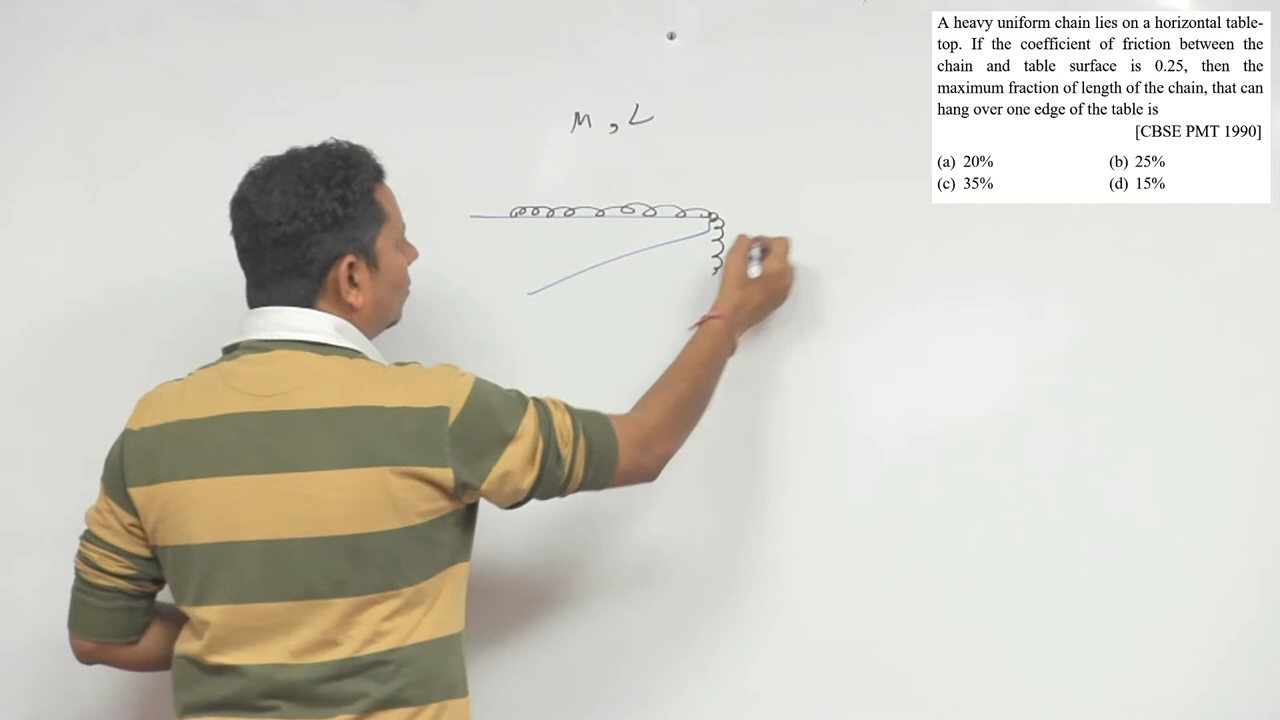 A heavy uniform chain lies on a horizontal table-
top. If the coefficient of friction between the
chain and table surface is 0.25, then the
maximum fraction of length of the chain, that can
hang over one edge of the table is
[CBSE PMT 1990]
(a) 20% (b) 25%
(c) 35% (d) 15%
M , L